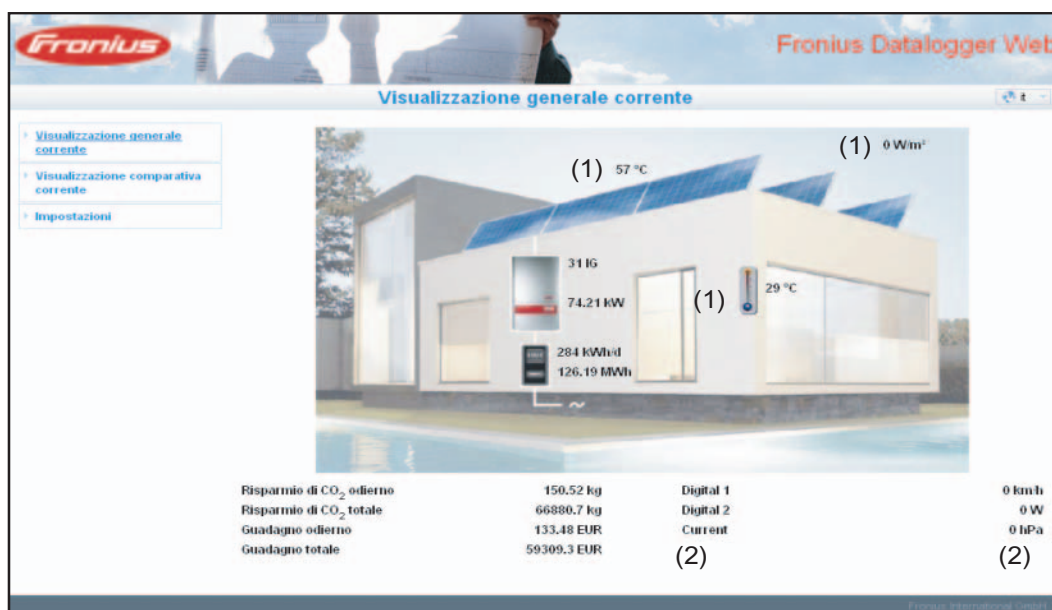 Fronius
Fronius Datalogger Web
Visualizzazione generale corrente
it
Visualizzazione generale
corrente
Visualizzazione comparativa
corrente
Impostazioni
(1) 57 °C
(1) 0 W/m²
31 IG
74.21 kW
(1) 29 °C
284 kWh/d
126.19 MWh
~
Risparmio di CO₂ odierno 150.52 kg Digital 1 0 km/h
Risparmio di CO₂ totale 66880.7 kg Digital 2 0 W
Guadagno odierno 133.48 EUR Current 0 hPa
Guadagno totale 59309.3 EUR (2) (2)
Fronius International GmbH